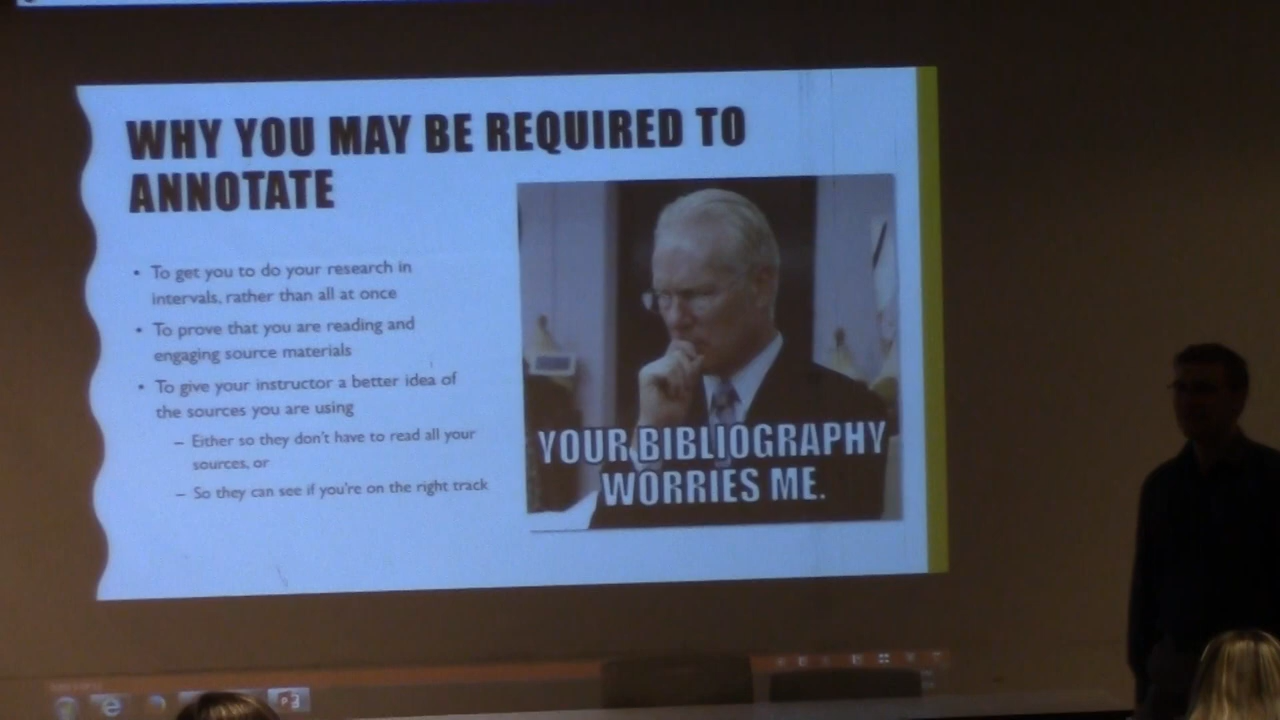 WHY YOU MAY BE REQUIRED TO
ANNOTATE
• To get you to do your research in
intervals, rather than all at once
• To prove that you are reading and
engaging source materials
• To give your instructor a better idea of
the sources you are using
– Either so they don't have to read all your
sources, or
– So they can see if you're on the right track
YOUR BIBLIOGRAPHY
WORRIES ME.